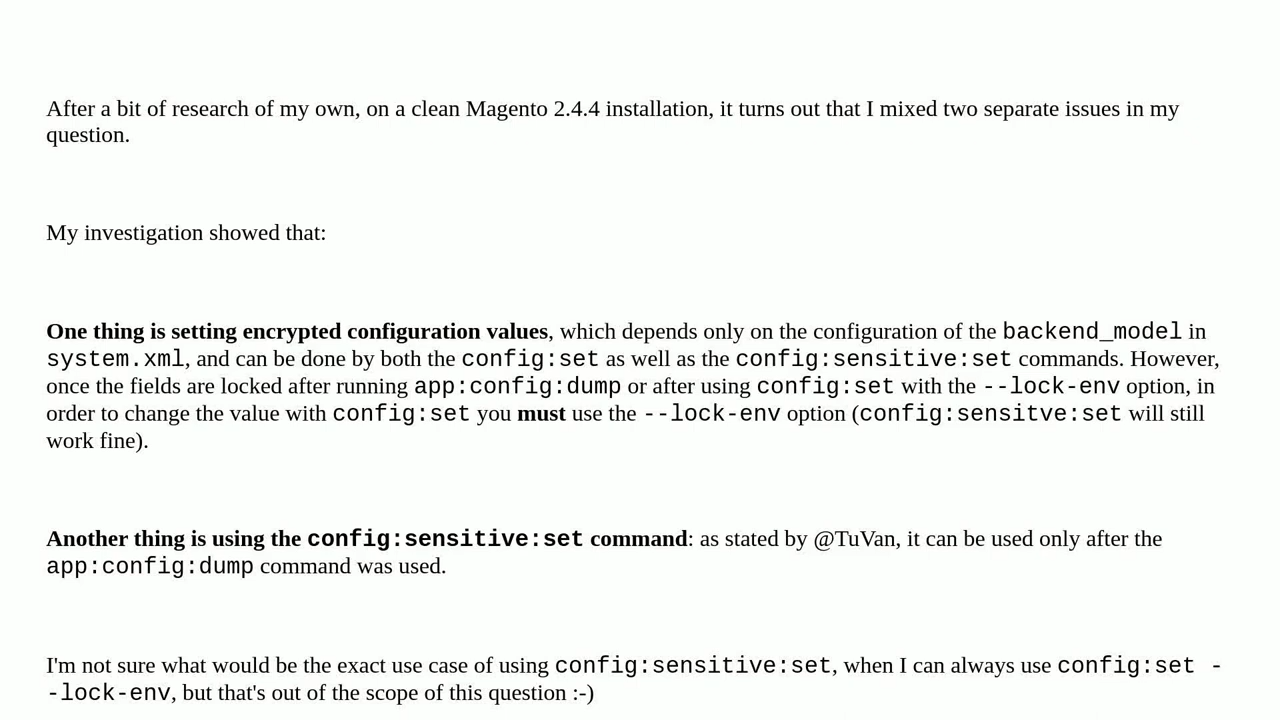 After a bit of research of my own, on a clean Magento 2.4.4 installation, it turns out that I mixed two separate issues in my
question.
My investigation showed that:
One thing is setting encrypted configuration values, which depends only on the configuration of the backend_model in
system.xml, and can be done by both the config:set as well as the config:sensitive:set commands. However,
once the fields are locked after running app:config:dump or after using config:set with the --lock-env option, in
order to change the value with config:set you must use the --lock-env option (config:sensitve:set will still
work fine).
Another thing is using the config:sensitive:set command: as stated by @TuVan, it can be used only after the
app:config:dump command was used.
I'm not sure what would be the exact use case of using config:sensitive:set, when I can always use config:set -
-lock-env, but that's out of the scope of this question :-)